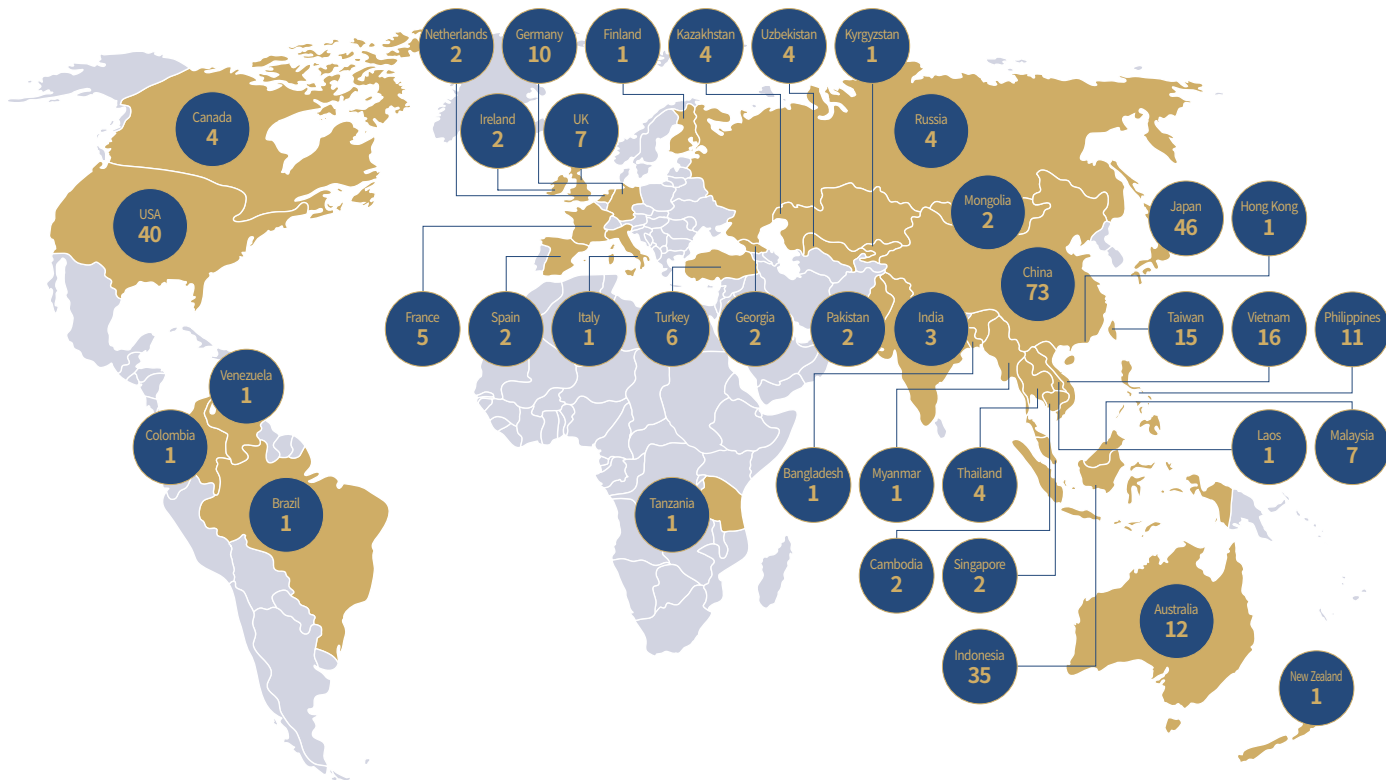 Netherlands
2
Germany
10
Finland
1
Kazakhstan
4
Uzbekistan
4
Kyrgyzstan
1
Canada
4
Ireland
2
UK
7
Russia
4
USA
40
Mongolia
2
Japan
46
Hong Kong
1
China
73
France
5
Spain
2
Italy
1
Turkey
6
Georgia
2
Pakistan
2
India
3
Taiwan
15
Vietnam
16
Philippines
11
Venezuela
1
Colombia
1
Laos
1
Malaysia
7
Bangladesh
1
Myanmar
1
Thailand
4
Brazil
1
Tanzania
1
Cambodia
2
Singapore
2
Australia
12
Indonesia
35
New Zealand
1